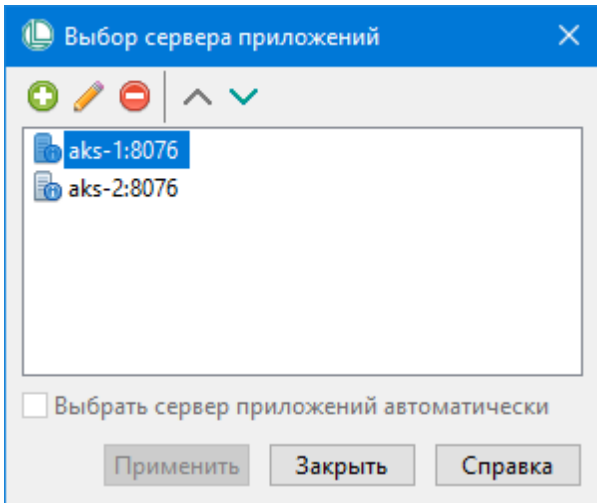 Выбор сервера приложений
aks-1:8076
aks-2:8076
Выбрать сервер приложений автоматически
Применить Закрыть Справка